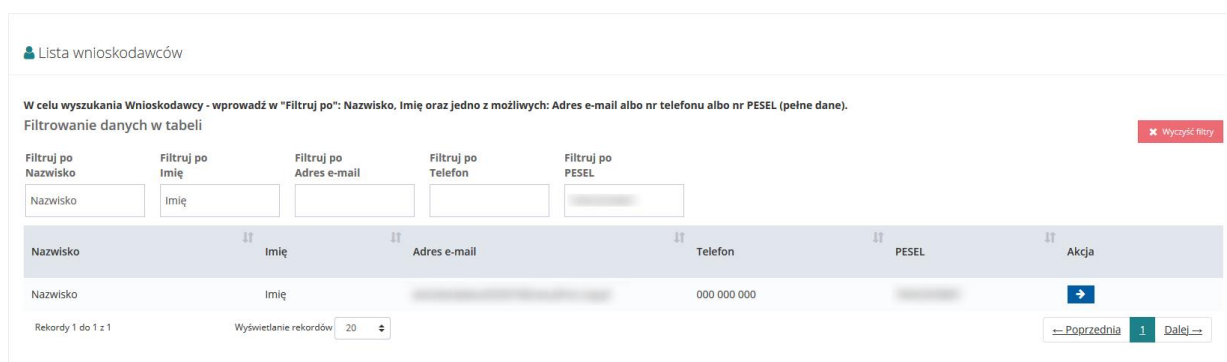 Lista wnioskodawców
W celu wyszukania Wnioskodawcy - wprowadź w "Filtruj po": Nazwisko, Imię oraz jedno z możliwych: Adres e-mail albo nr telefonu albo nr PESEL (pełne dane).
Filtrowanie danych w tabeli
Wyczyść filtry
Filtruj po Nazwisko
Filtruj po Imię
Filtruj po Adres e-mail
Filtruj po Telefon
Filtruj po PESEL
Nazwisko Imię
Nazwisko Imię Adres e-mail Telefon PESEL Akcja
Nazwisko Imię 000 000 000
Rekordy 1 do 1 z 1 Wyświetlanie rekordów 20 ← Poprzednia 1 Dalej →